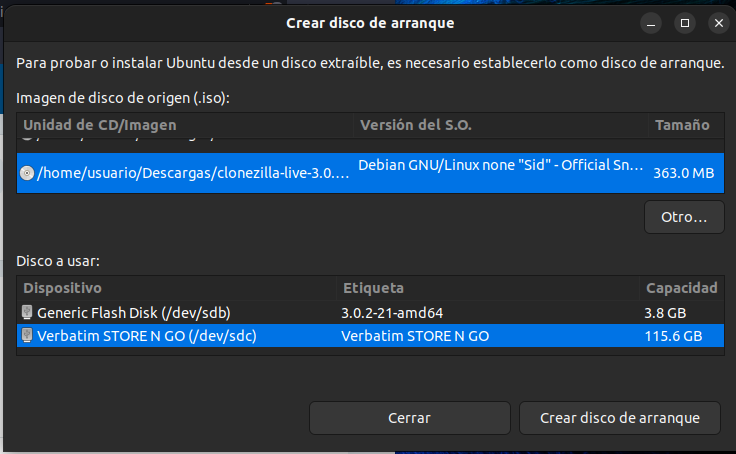 Crear disco de arranque
Para probar o instalar Ubuntu desde un disco extraíble, es necesario establecerlo como disco de arranque.
Imagen de disco de origen (.iso):
Unidad de CD/Imagen Versión del S.O. Tamaño
/home/usuario/Descargas/clonezilla-live-3.0.... Debian GNU/Linux none "Sid" - Official Sn... 363.0 MB
Otro...
Disco a usar:
Dispositivo Etiqueta Capacidad
Generic Flash Disk (/dev/sdb) 3.0.2-21-amd64 3.8 GB
Verbatim STORE N GO (/dev/sdc) Verbatim STORE N GO 115.6 GB
Cerrar Crear disco de arranque